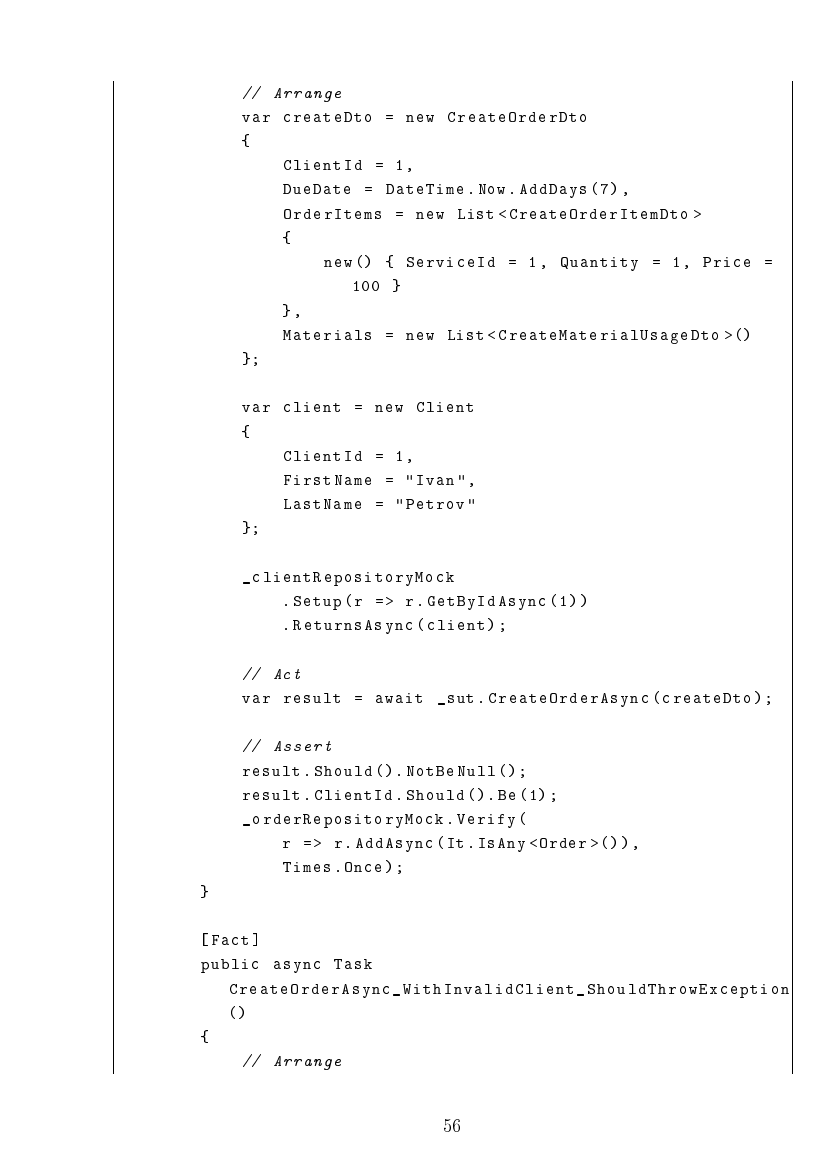 // Arrange
var createDto = new CreateOrderDto
{
ClientId = 1,
DueDate = DateTime.Now.AddDays(7),
OrderItems = new List<CreateOrderItemDto>
{
new() { ServiceId = 1, Quantity = 1, Price =
100 }
},
Materials = new List<CreateMaterialUsageDto>()
};
var client = new Client
{
ClientId = 1,
FirstName = "Ivan",
LastName = "Petrov"
};
_clientRepositoryMock
.Setup(r => r.GetByIdAsync(1))
.ReturnsAsync(client);
// Act
var result = await _sut.CreateOrderAsync(createDto);
// Assert
result.Should().NotBeNull();
result.ClientId.Should().Be(1);
_orderRepositoryMock.Verify(
r => r.AddAsync(It.IsAny<Order>()),
Times.Once);
}
[Fact]
public async Task
CreateOrderAsync_WithInvalidClient_ShouldThrowException
()
{
// Arrange
56